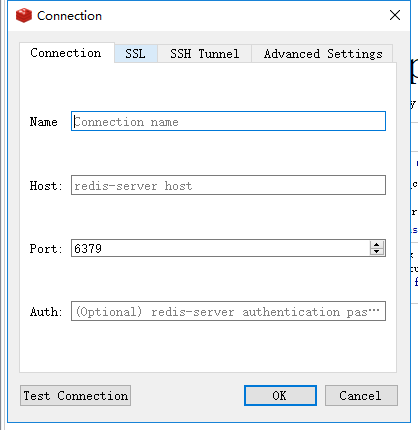 Connection
Connection SSL SSH Tunnel Advanced Settings
Name Connection name
Host: redis-server host
Port: 6379
Auth: (Optional) redis-server authentication pas…
Test Connection OK Cancel